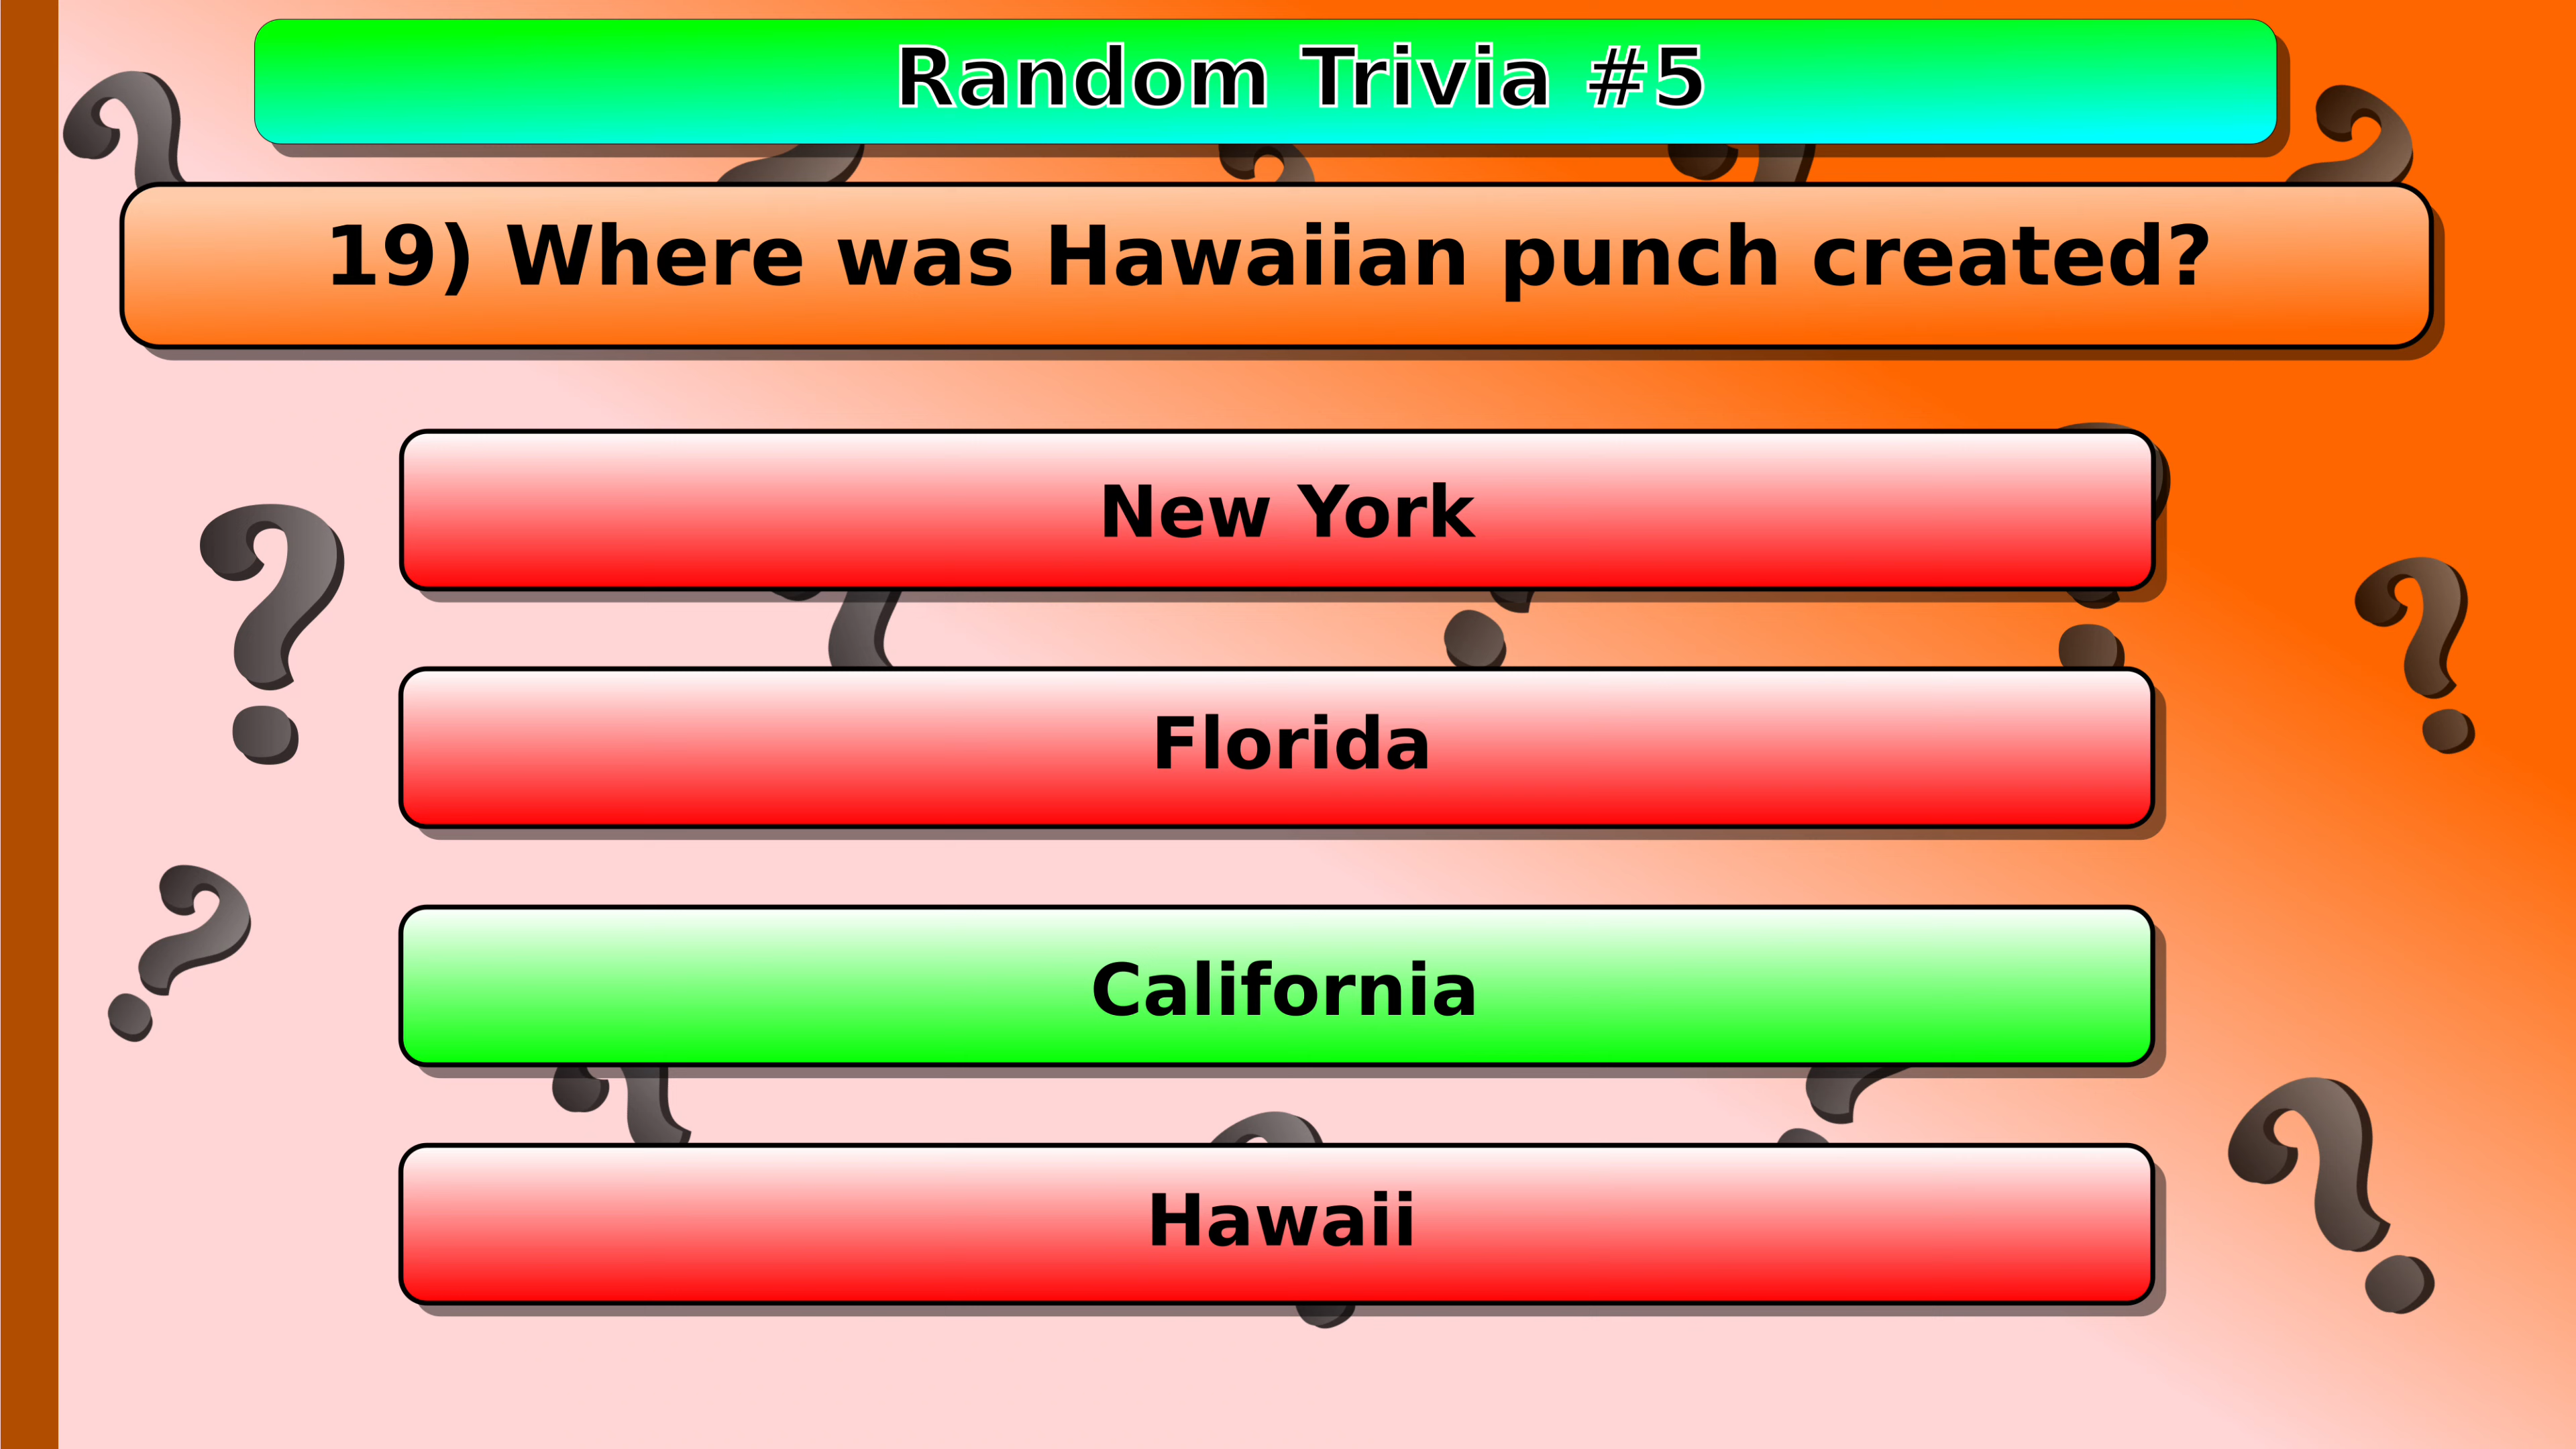 Random Trivia #5
19) Where was Hawaiian punch created?
New York
Florida
California
Hawaii